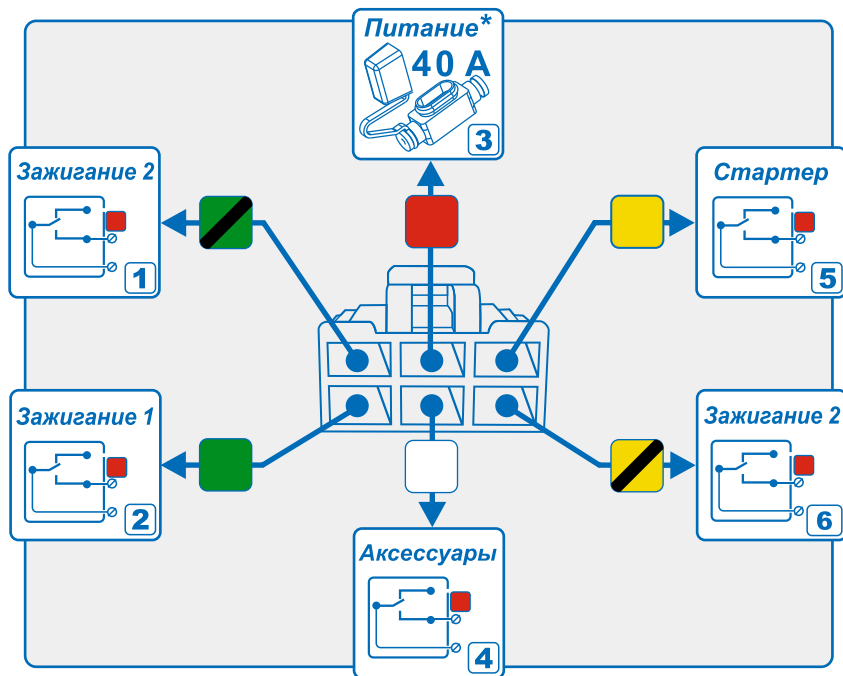 Питание*
40 А
3
Зажигание 2
1
Стартер
5
Зажигание 1
2
Зажигание 2
6
Аксессуары
4